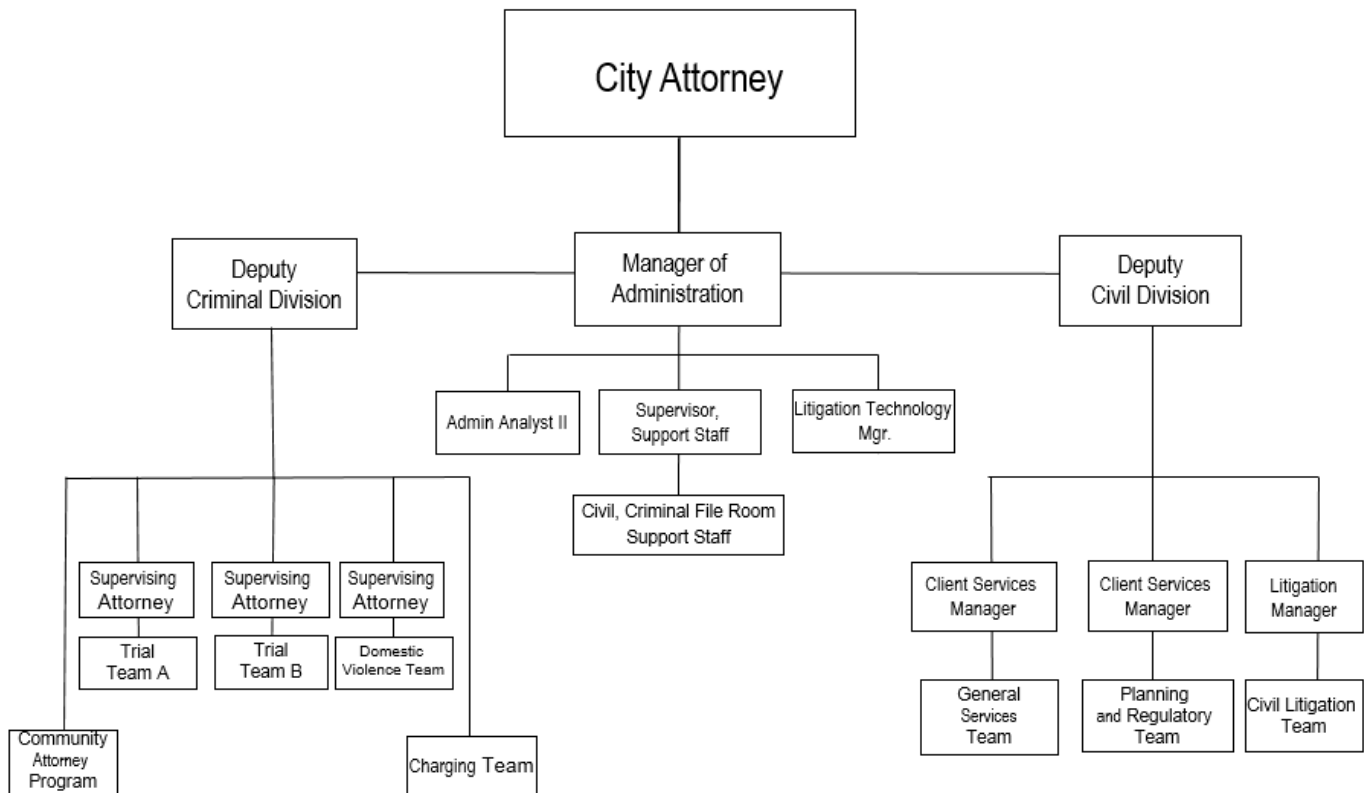 City Attorney
Deputy
Criminal Division
Manager of
Administration
Deputy
Civil Division
Admin Analyst II
Supervisor,
Support Staff
Litigation Technology
Mgr.
Civil, Criminal File Room
Support Staff
Supervising
Attorney
Supervising
Attorney
Supervising
Attorney
Client Services
Manager
Client Services
Manager
Litigation
Manager
Trial
Team A
Trial
Team B
Domestic
Violence Team
General
Services
Team
Planning
and Regulatory
Team
Civil Litigation
Team
Community
Attorney
Program
Charging Team